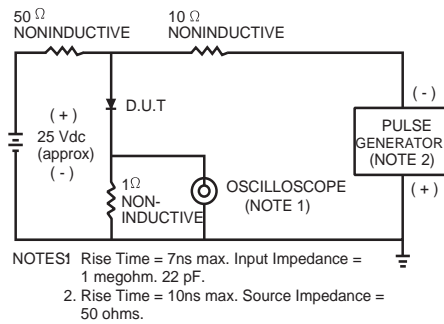 50 Ω
NONINDUCTIVE
10 Ω
NONINDUCTIVE
D.U.T
( + )
25 Vdc
(approx)
( - )
( - )
PULSE
GENERATOR
(NOTE 2)
( + )
1Ω
NON-
INDUCTIVE
OSCILLOSCOPE
(NOTE 1)
NOTES1 Rise Time = 7ns max. Input Impedance =
1 megohm. 22 pF.
2. Rise Time = 10ns max. Source Impedance =
50 ohms.